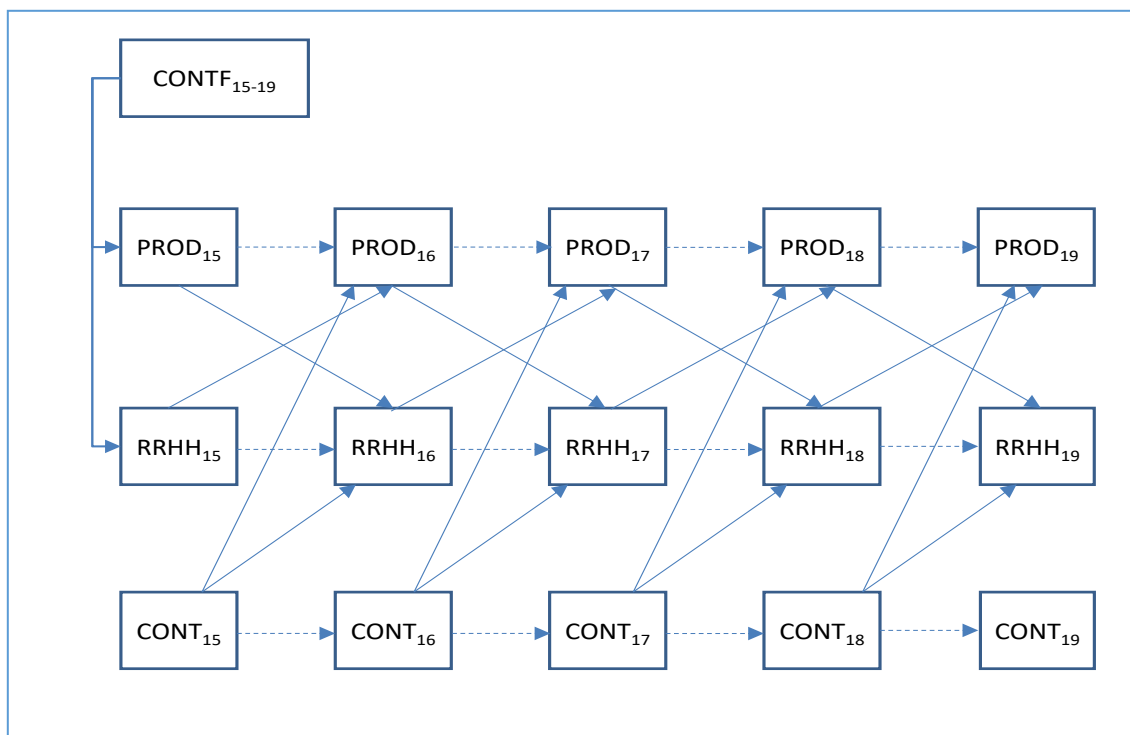 CONTF15-19
PROD15 PROD16 PROD17 PROD18 PROD19
RRHH15 RRHH16 RRHH17 RRHH18 RRHH19
CONT15 CONT16 CONT17 CONT18 CONT19